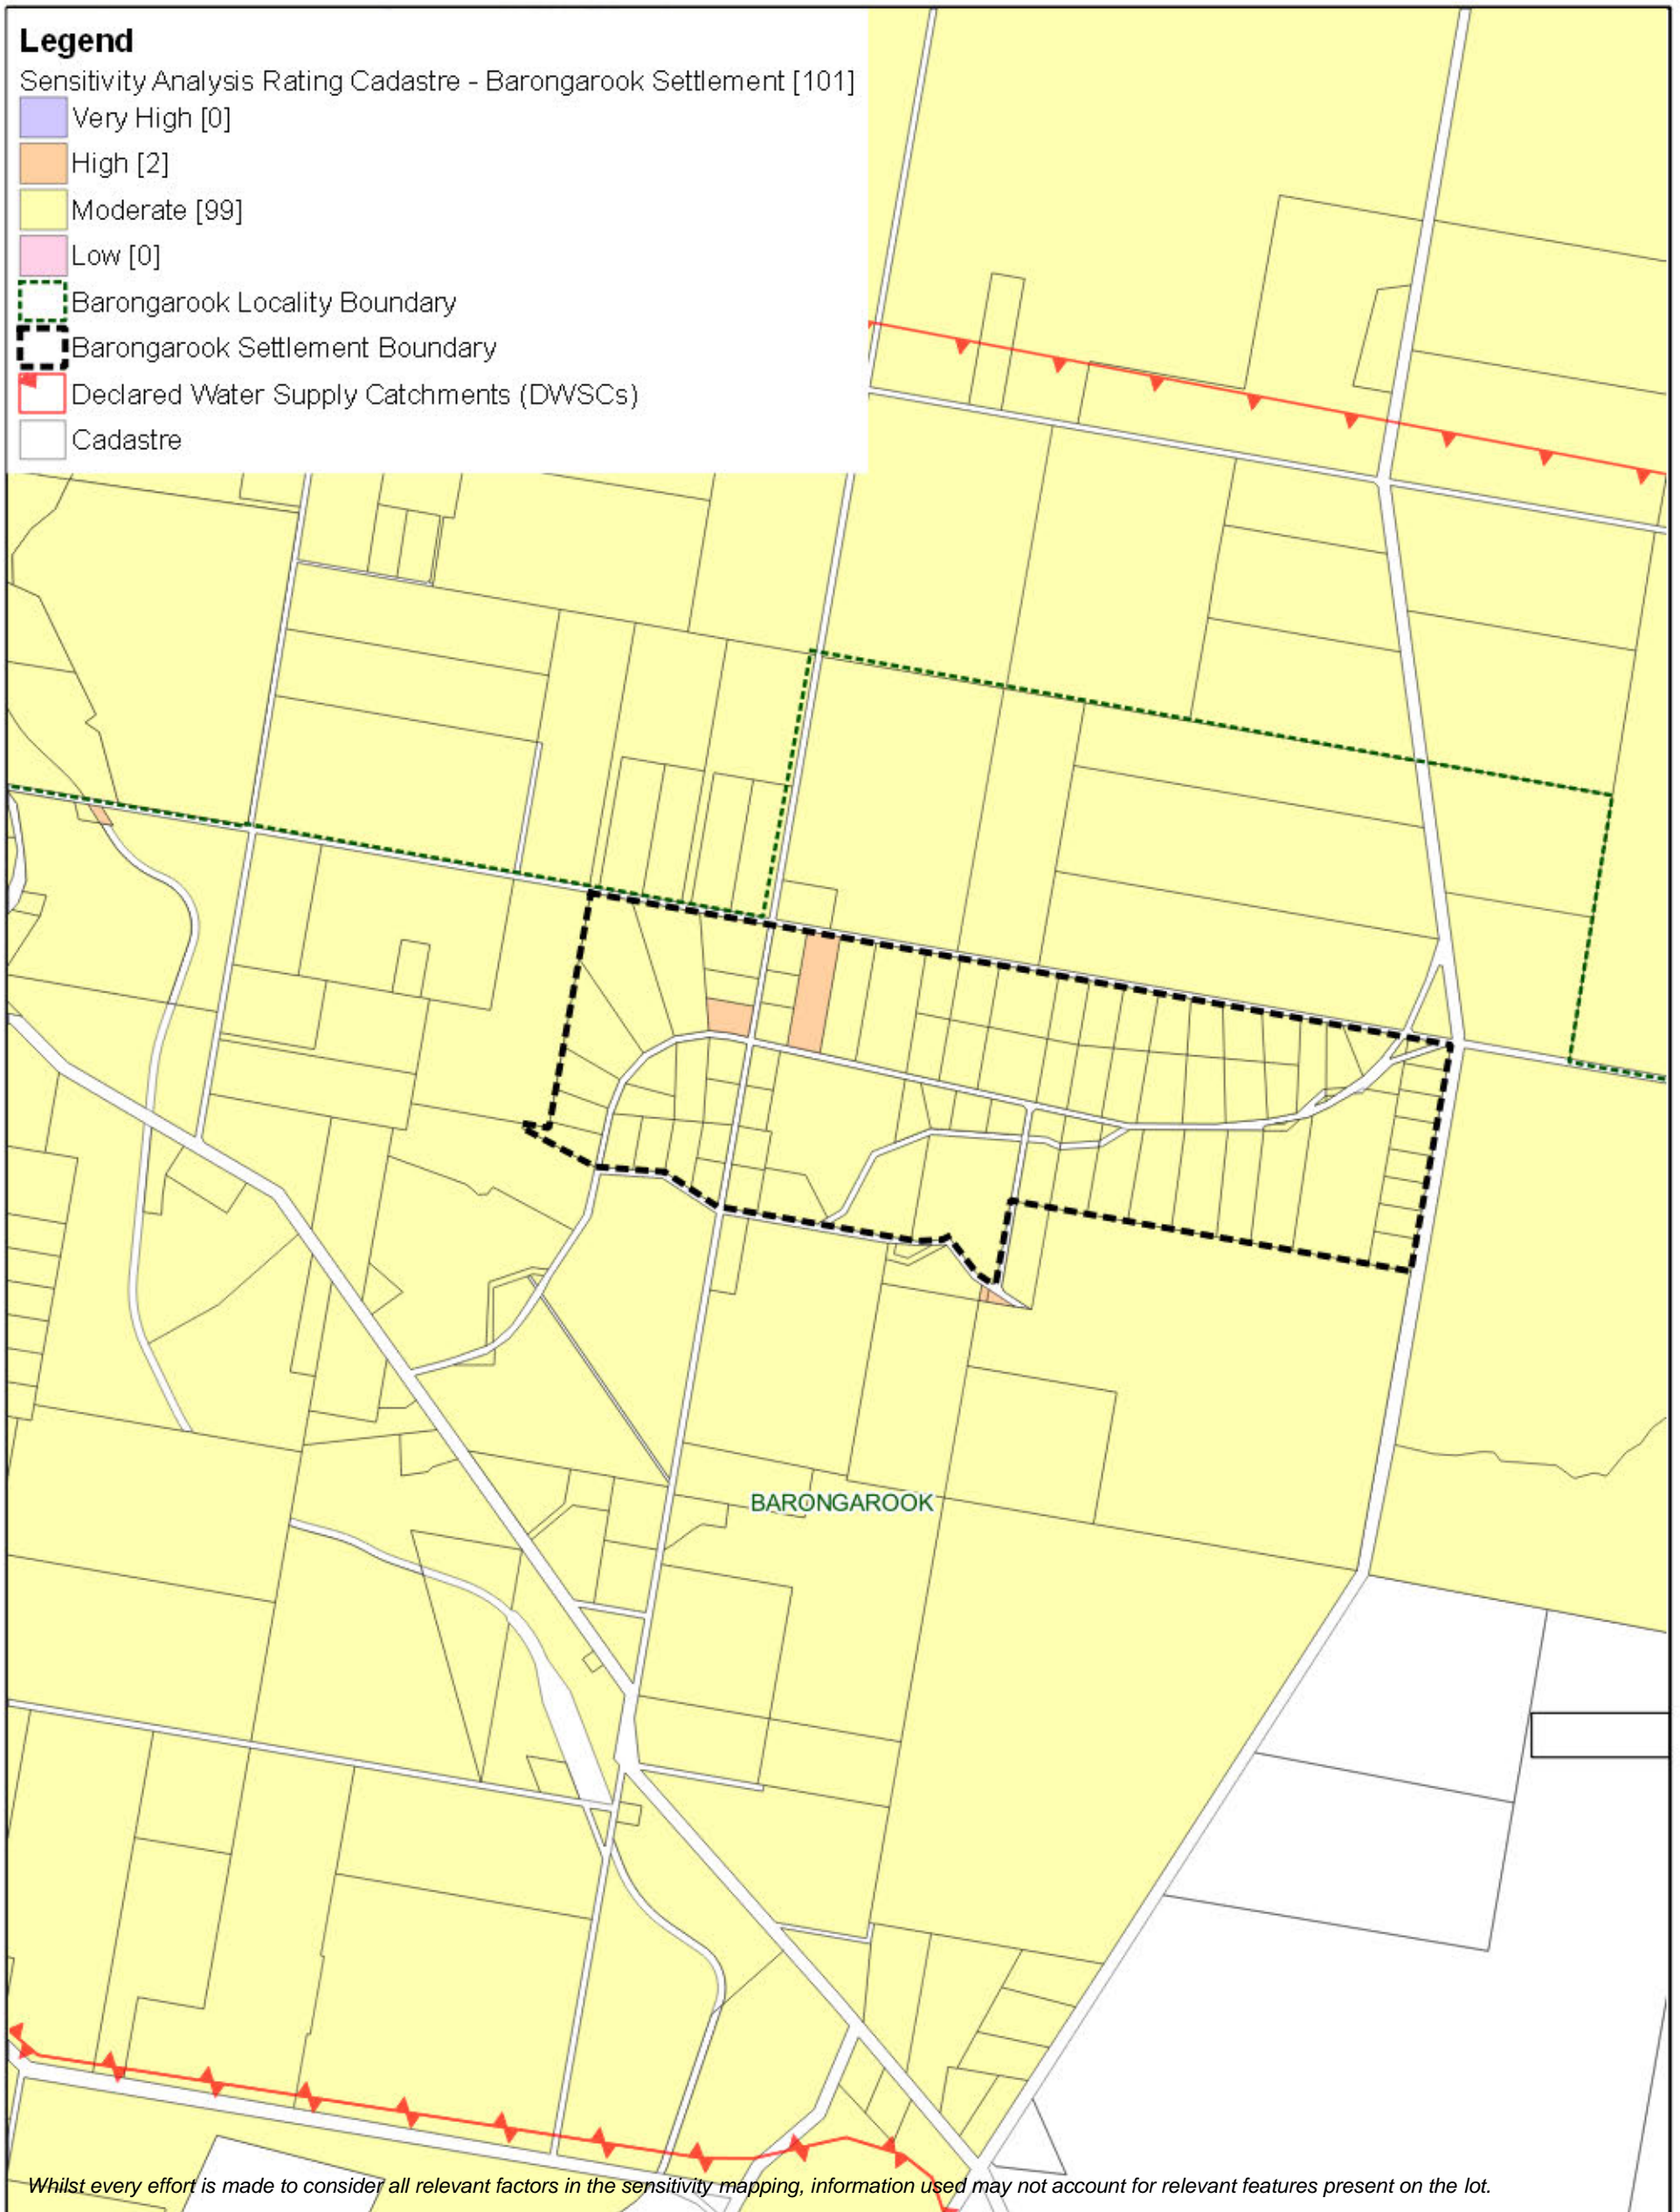 Legend
Sensitivity Analysis Rating Cadastre - Barongarook Settlement [101]
Very High [0]
High [2]
Moderate [99]
Low [0]
Barongarook Locality Boundary
Barongarook Settlement Boundary
Declared Water Supply Catchments (DWSCs)
Cadastre
BARONGAROOK
Whilst every effort is made to consider all relevant factors in the sensitivity mapping, information used may not account for relevant features present on the lot.